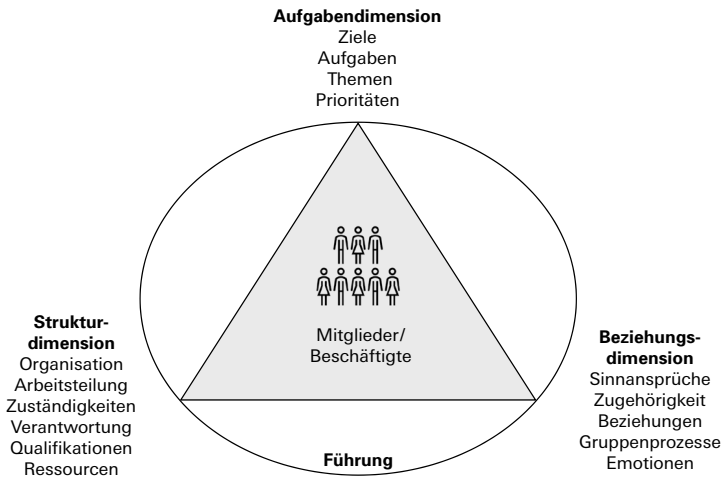 Aufgabendimension
Ziele
Aufgaben
Themen
Prioritäten
Mitglieder/
Beschäftigte
Struktur-
dimension
Organisation
Arbeitsteilung
Zuständigkeiten
Verantwortung
Qualifikationen
Ressourcen
Beziehungs-
dimension
Sinnansprüche
Zugehörigkeit
Beziehungen
Gruppenprozesse
Emotionen
Führung